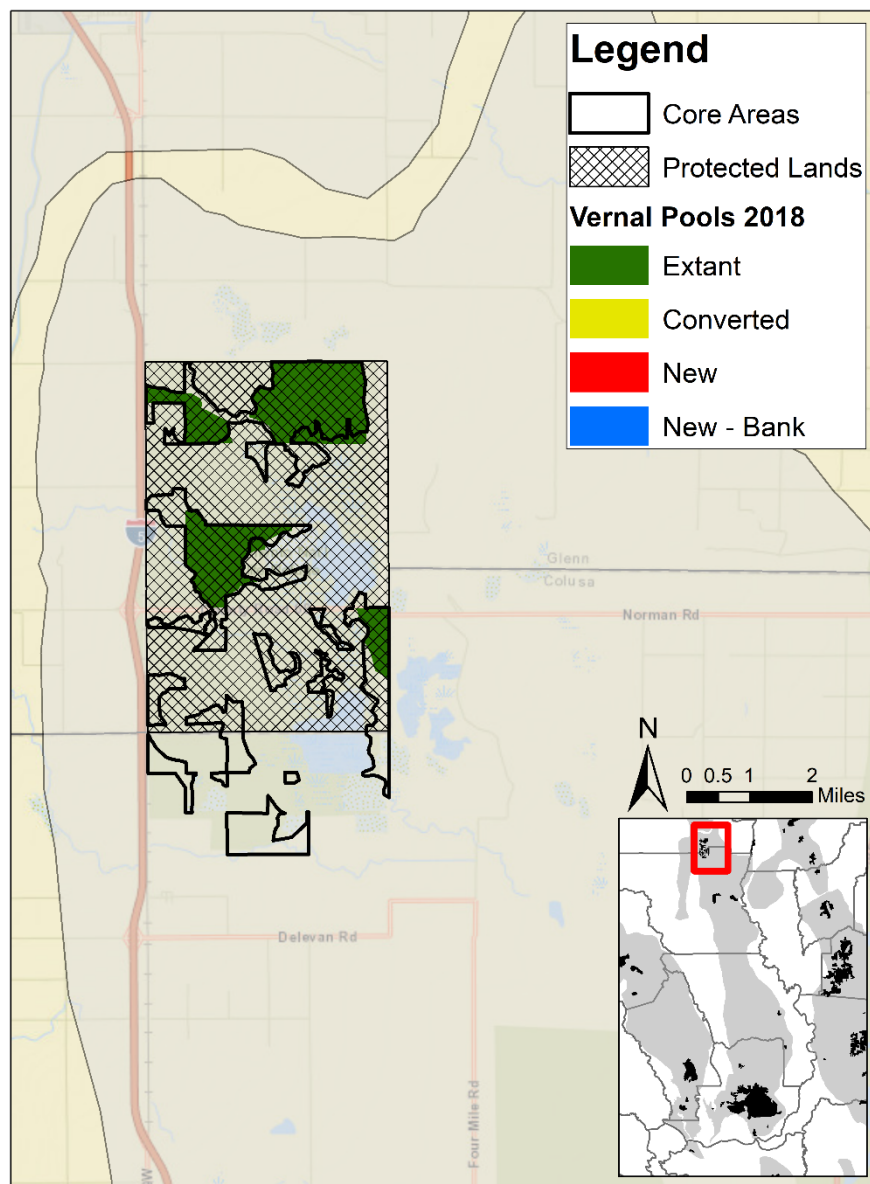 Legend
Core Areas
Protected Lands
Vernal Pools 2018
Extant
Converted
New
New - Bank
5
Glenn
Colusa
Norman Rd
N
0 0.5 1 2
Miles
Delevan Rd
Four Mile Rd